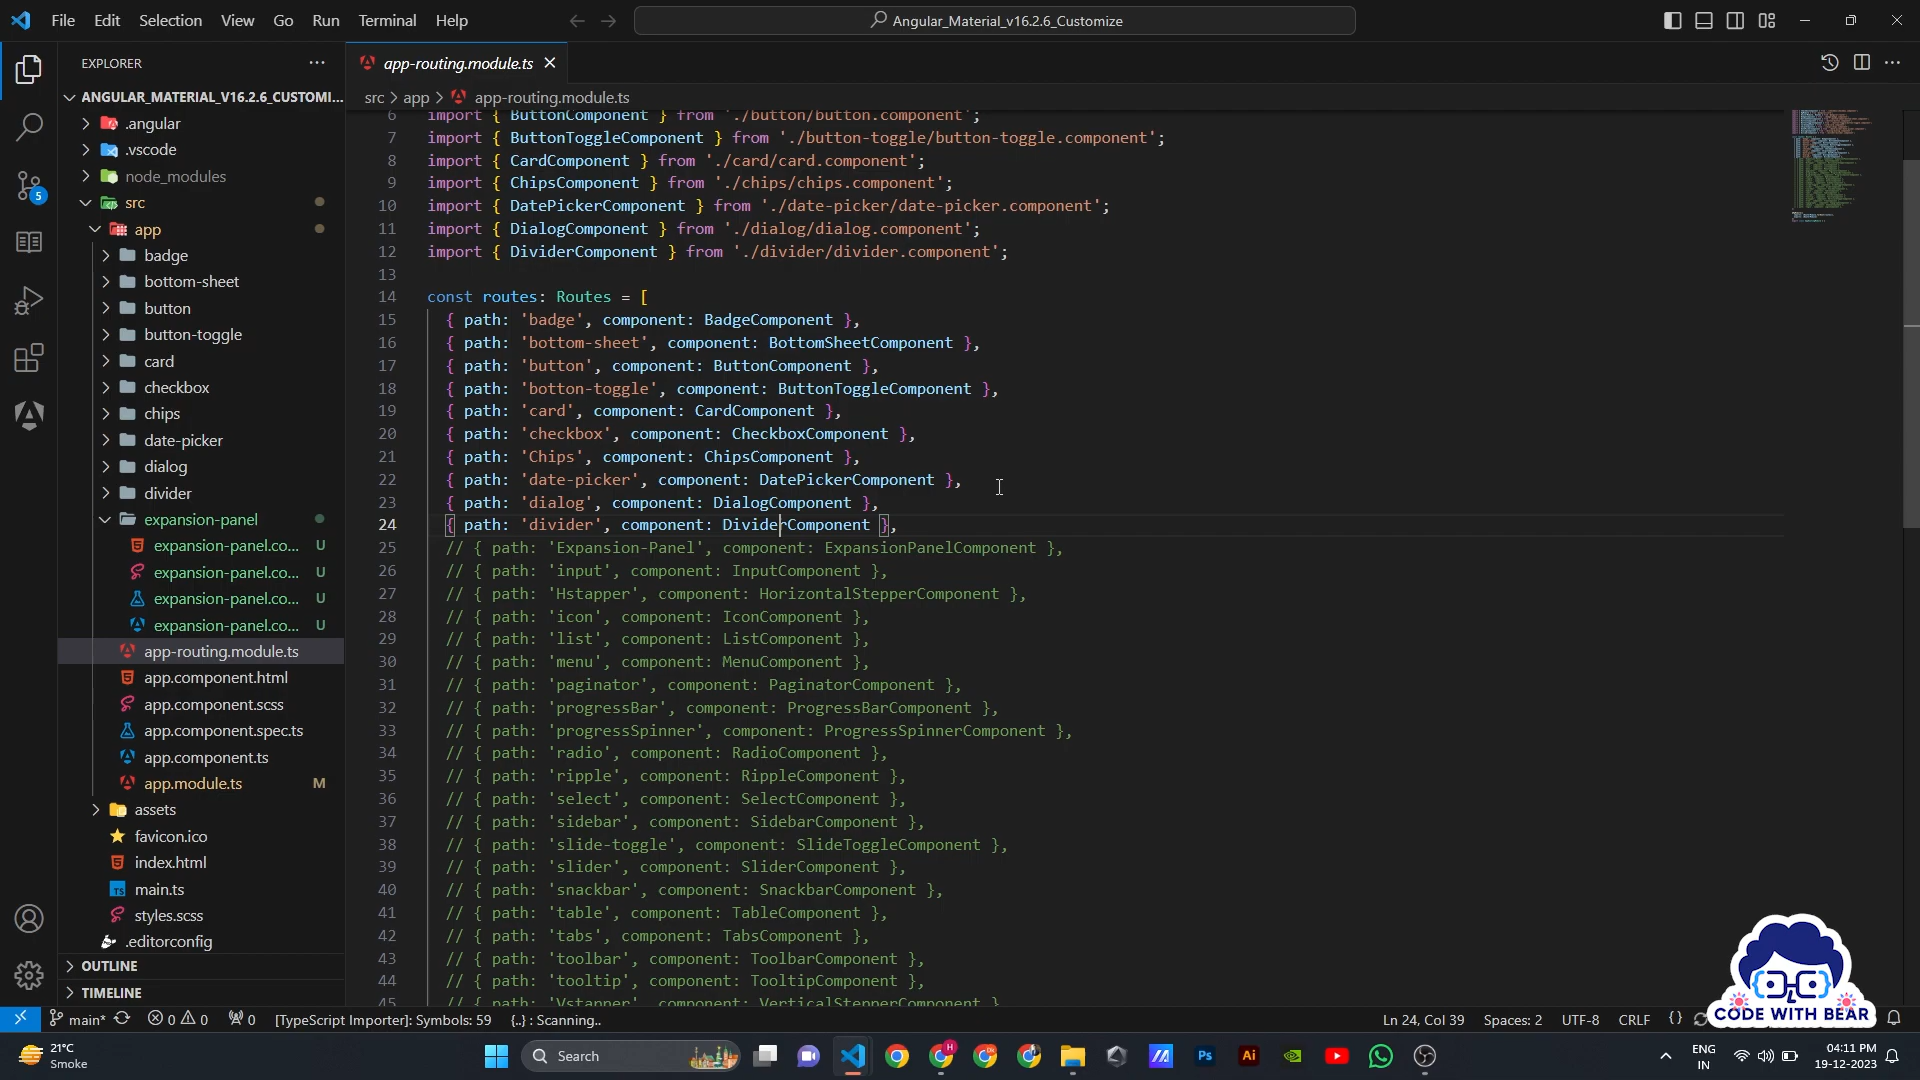 File Edit Selection View Go Run Terminal Help
Angular_Material_v16.2.6_Customize
EXPLORER
ANGULAR_MATERIAL_V16.2.6_CUSTOMI...
.angular
.vscode
node_modules
src
app
badge
bottom-sheet
button
button-toggle
card
checkbox
chips
date-picker
dialog
divider
expansion-panel
expansion-panel.co... U
expansion-panel.co... U
expansion-panel.co... U
expansion-panel.co... U
app-routing.module.ts
app.component.html
app.component.scss
app.component.spec.ts
app.component.ts
app.module.ts M
assets
favicon.ico
index.html
main.ts
styles.scss
.editorconfig
OUTLINE
TIMELINE
5
app-routing.module.ts
src > app > app-routing.module.ts
6 import { ButtonComponent } from './button/button.component';
7 import { ButtonToggleComponent } from './button-toggle/button-toggle.component';
8 import { CardComponent } from './card/card.component';
9 import { ChipsComponent } from './chips/chips.component';
10 import { DatePickerComponent } from './date-picker/date-picker.component';
11 import { DialogComponent } from './dialog/dialog.component';
12 import { DividerComponent } from './divider/divider.component';
13
14 const routes: Routes = [
15 { path: 'badge', component: BadgeComponent },
16 { path: 'bottom-sheet', component: BottomSheetComponent },
17 { path: 'button', component: ButtonComponent },
18 { path: 'botton-toggle', component: ButtonToggleComponent },
19 { path: 'card', component: CardComponent },
20 { path: 'checkbox', component: CheckboxComponent },
21 { path: 'Chips', component: ChipsComponent },
22 { path: 'date-picker', component: DatePickerComponent },
23 { path: 'dialog', component: DialogComponent },
24 { path: 'divider', component: DividerComponent },
25 // { path: 'Expansion-Panel', component: ExpansionPanelComponent },
26 // { path: 'input', component: InputComponent },
27 // { path: 'Hstapper', component: HorizontalStepperComponent },
28 // { path: 'icon', component: IconComponent },
29 // { path: 'list', component: ListComponent },
30 // { path: 'menu', component: MenuComponent },
31 // { path: 'paginator', component: PaginatorComponent },
32 // { path: 'progressBar', component: ProgressBarComponent },
33 // { path: 'progressSpinner', component: ProgressSpinnerComponent },
34 // { path: 'radio', component: RadioComponent },
35 // { path: 'ripple', component: RippleComponent },
36 // { path: 'select', component: SelectComponent },
37 // { path: 'sidebar', component: SidebarComponent },
38 // { path: 'slide-toggle', component: SlideToggleComponent },
39 // { path: 'slider', component: SliderComponent },
40 // { path: 'snackbar', component: SnackbarComponent },
41 // { path: 'table', component: TableComponent },
42 // { path: 'tabs', component: TabsComponent },
43 // { path: 'toolbar', component: ToolbarComponent },
44 // { path: 'tooltip', component: TooltipComponent },
45 // { path: 'Vstapper', component: VerticalStepperComponent },
CODE WITH BEAR
main* 0 0 0 [TypeScript Importer]: Symbols: 59 {..} : Scanning..
Ln 24, Col 39 Spaces: 2 UTF-8 CRLF { }
21°C
Smoke
Search
H
Ps
Ai
ENG
IN
04:11 PM
19-12-2023